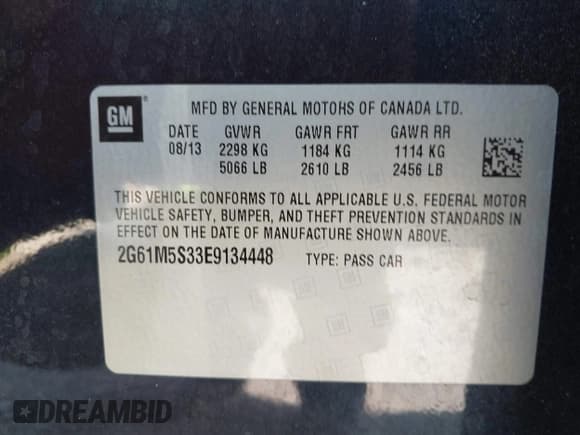 GM ® MFD BY GENERAL MOTORS OF CANADA LTD.
DATE GVWR GAWR FRT GAWR RR
08/13 2298 KG 1184 KG 1114 KG
5066 LB 2610 LB 2456 LB
THIS VEHICLE CONFORMS TO ALL APPLICABLE U.S. FEDERAL MOTOR
VEHICLE SAFETY, BUMPER, AND THEFT PREVENTION STANDARDS IN
EFFECT ON THE DATE OF MANUFACTURE SHOWN ABOVE.
2G61M5S33E9134448 TYPE: PASS CAR
DREAMBID